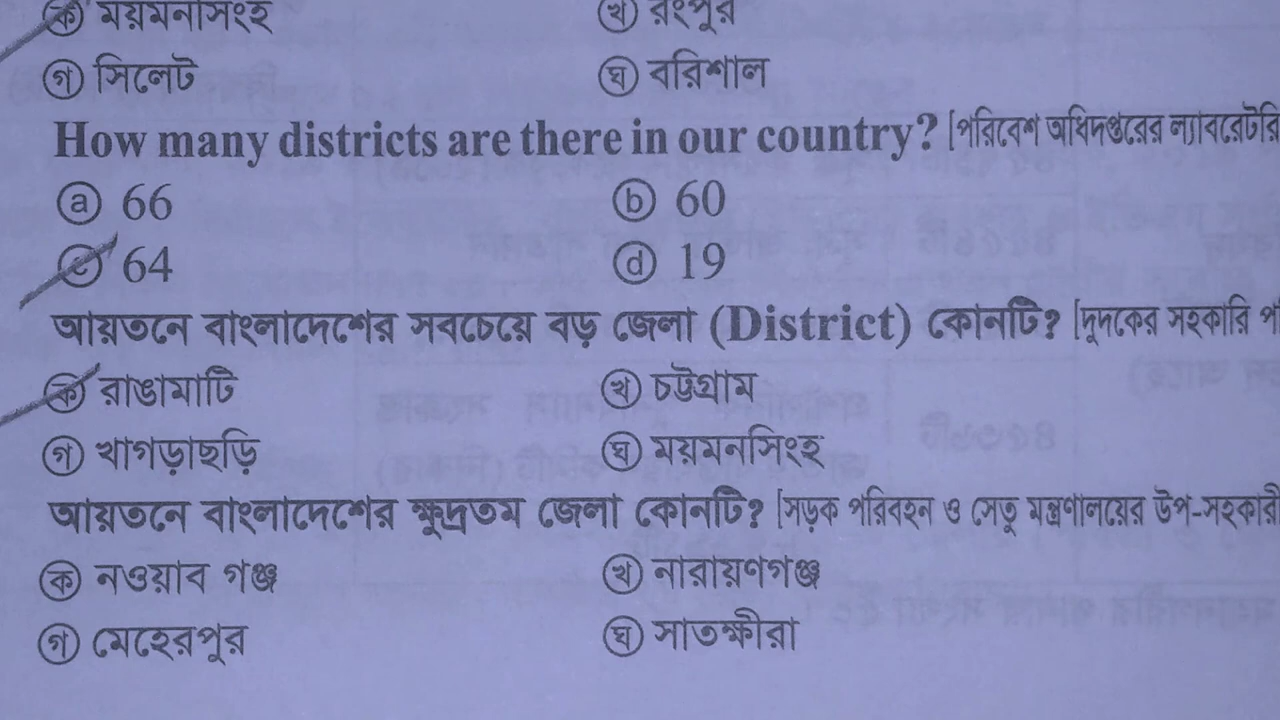 ক ময়মনসিংহ খ রংপুর
গ সিলেট ঘ বরিশাল
How many districts are there in our country? [পরিবেশ অধিদপ্তরের ল্যাবরেটরি
a 66 b 60
c 64 d 19
আয়তনে বাংলাদেশের সবচেয়ে বড় জেলা (District) কোনটি? [দুদকের সহকারি প
ক রাঙামাটি খ চট্টগ্রাম
গ খাগড়াছড়ি ঘ ময়মনসিংহ
আয়তনে বাংলাদেশের ক্ষুদ্রতম জেলা কোনটি? [সড়ক পরিবহন ও সেতু মন্ত্রণালয়ের উপ-সহকারী
ক নওয়াব গঞ্জ খ নারায়ণগঞ্জ
গ মেহেরপুর ঘ সাতক্ষীরা